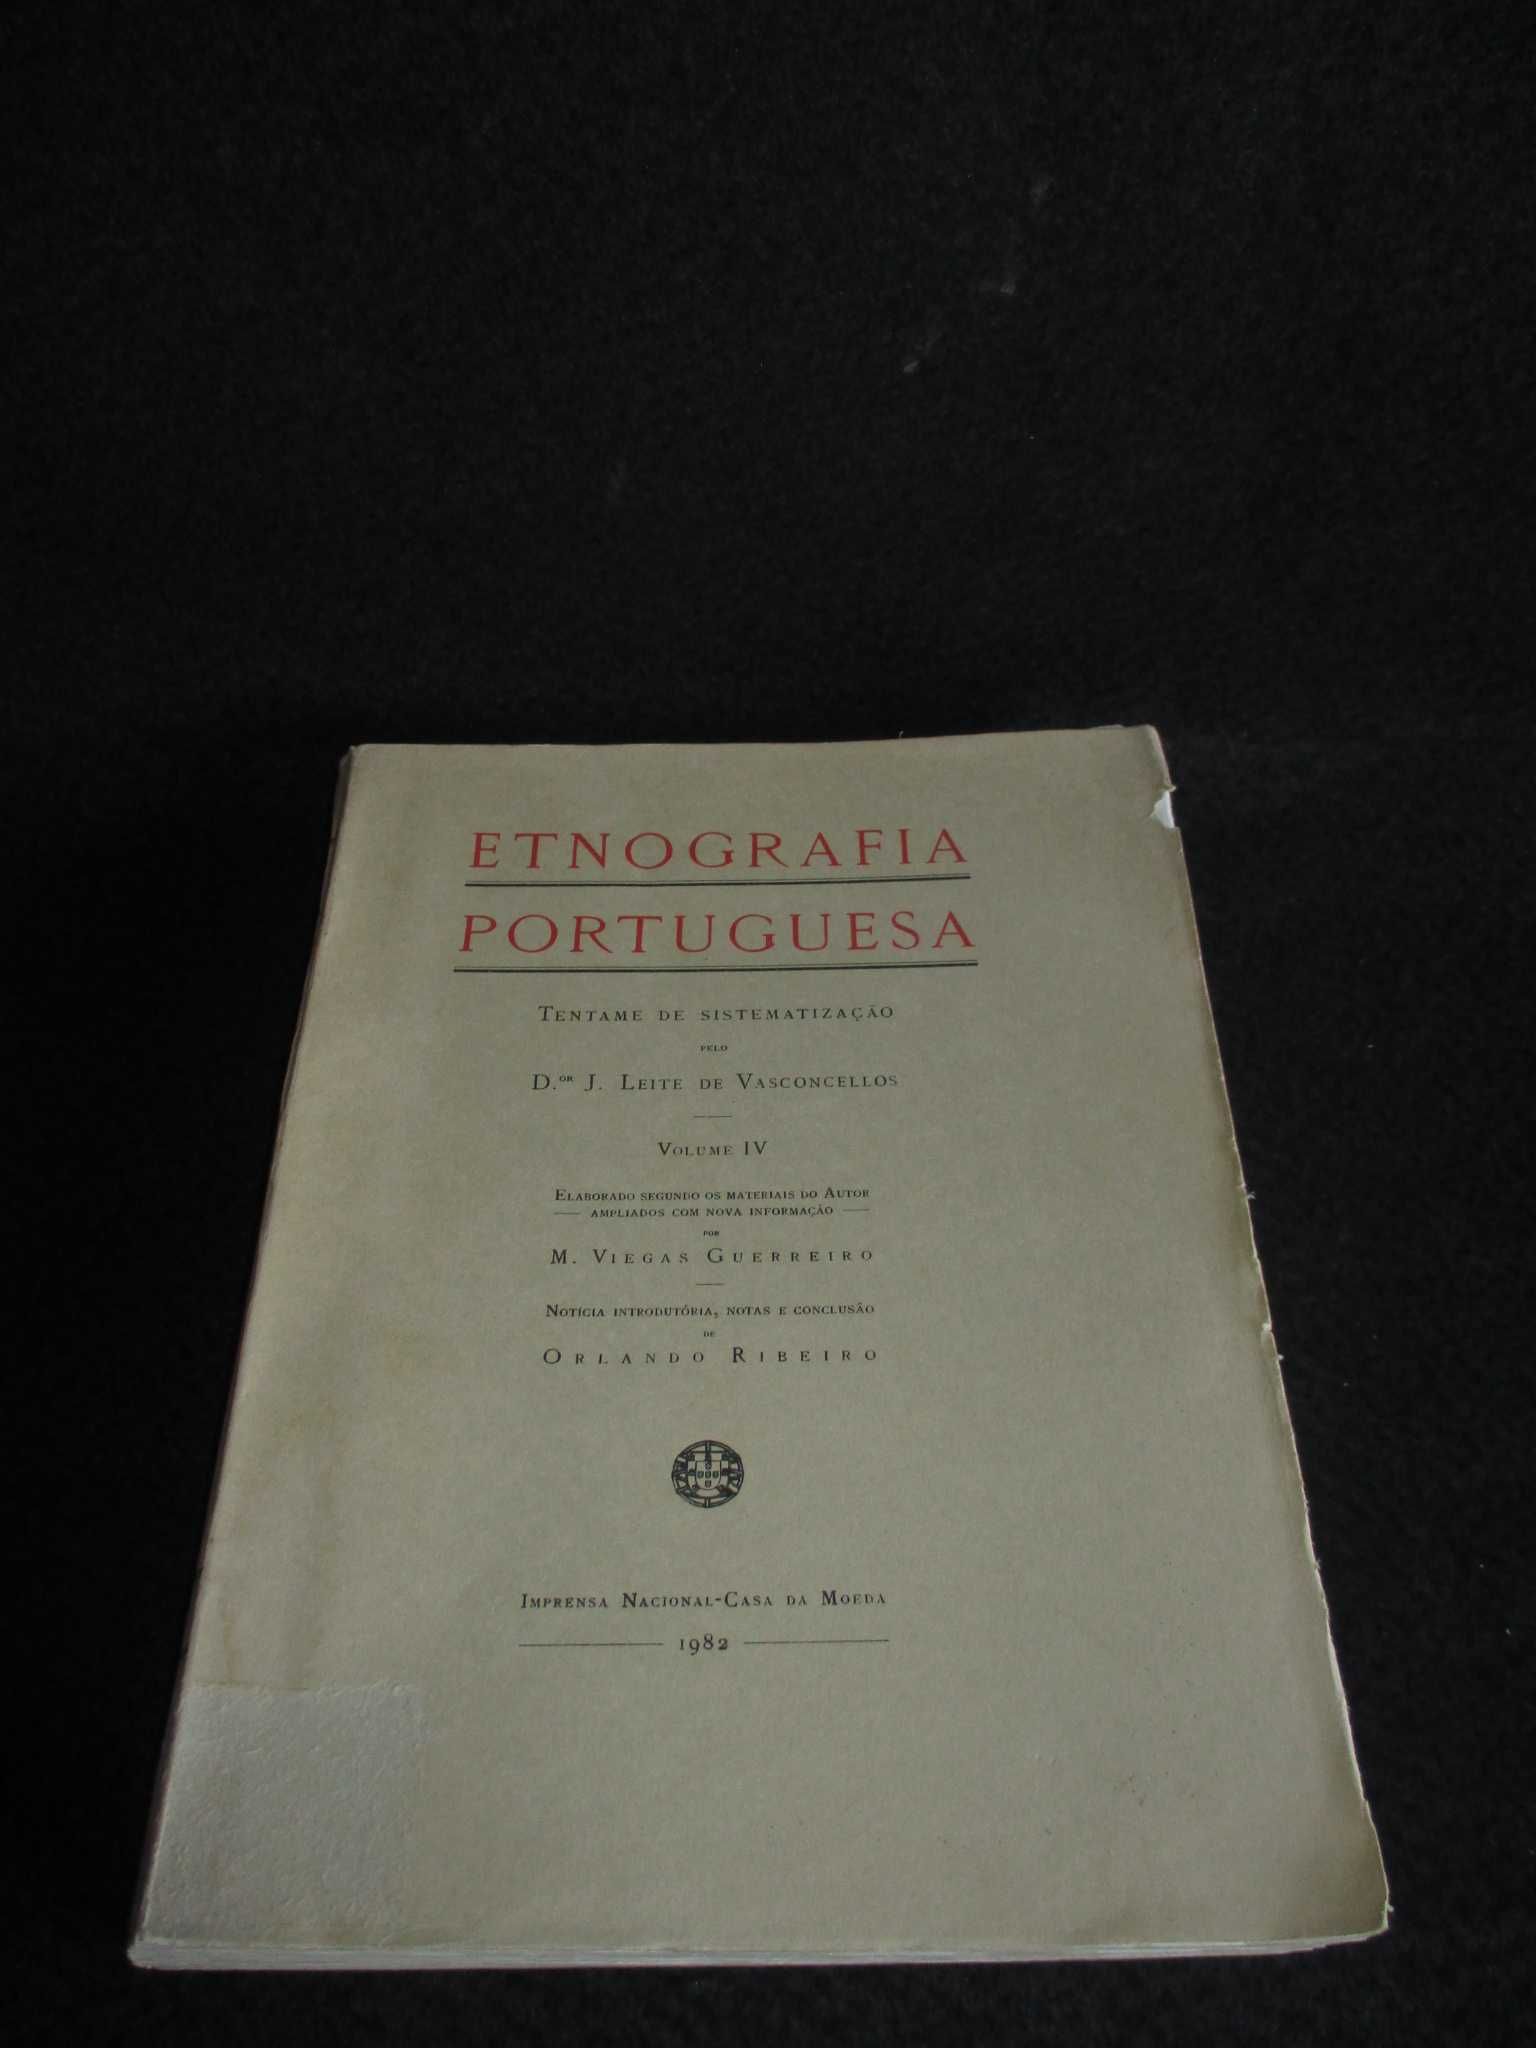 ETNOGRAFIA
PORTUGUESA
TENTAME DE SISTEMATIZAÇÃO
PELO
D.OR J. LEITE DE VASCONCELLOS
VOLUME IV
ELABORADO SEGUNDO OS MATERIAIS DO AUTOR
AMPLIADOS COM NOVA INFORMAÇÃO
POR
M. VIEGAS GUERREIRO
NOTÍCIA INTRODUTÓRIA, NOTAS E CONCLUSÃO
DE
ORLANDO RIBEIRO
IMPRENSA NACIONAL-CASA DA MOEDA
1982